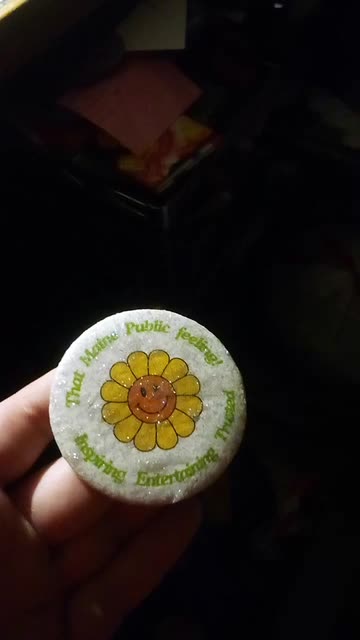 That Maine Public feeling!
Inspiring Entertaining Trusted